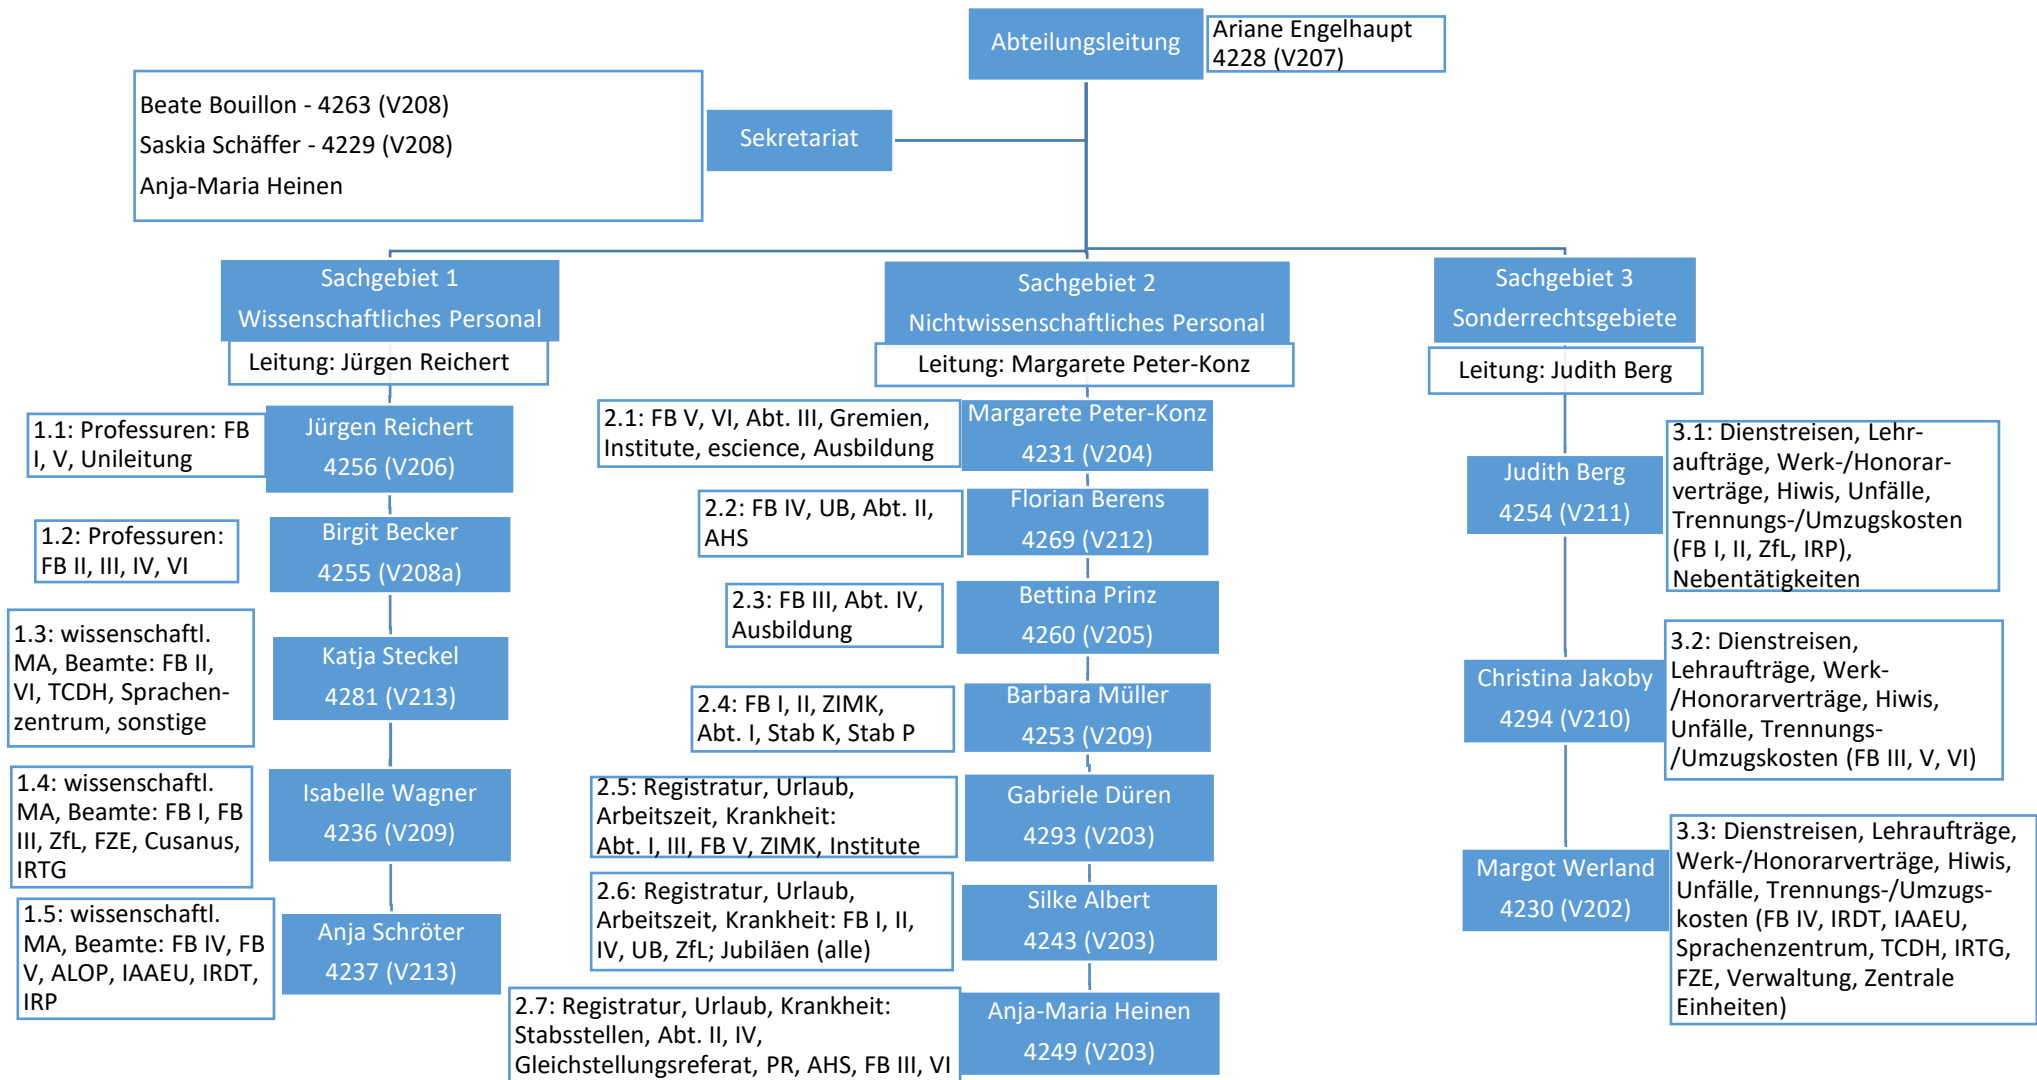 Abteilungsleitung
Ariane Engelhaupt
4228 (V207)
Beate Bouillon - 4263 (V208)
Saskia Schäffer - 4229 (V208)
Anja-Maria Heinen
Sekretariat
Sachgebiet 1
Wissenschaftliches Personal
Leitung: Jürgen Reichert
1.1: Professuren: FB
I, V, Unileitung
Jürgen Reichert
4256 (V206)
1.2: Professuren:
FB II, III, IV, VI
Birgit Becker
4255 (V208a)
1.3: wissenschaftl.
MA, Beamte: FB II,
VI, TCDH, Sprachen-
zentrum, sonstige
Katja Steckel
4281 (V213)
1.4: wissenschaftl.
MA, Beamte: FB I, FB
III, ZfL, FZE, Cusanus,
IRTG
Isabelle Wagner
4236 (V209)
1.5: wissenschaftl.
MA, Beamte: FB IV, FB
V, ALOP, IAAEU, IRDT,
IRP
Anja Schröter
4237 (V213)
Sachgebiet 2
Nichtwissenschaftliches Personal
Leitung: Margarete Peter-Konz
2.1: FB V, VI, Abt. III, Gremien,
Institute, escience, Ausbildung
Margarete Peter-Konz
4231 (V204)
2.2: FB IV, UB, Abt. II,
AHS
Florian Berens
4269 (V212)
2.3: FB III, Abt. IV,
Ausbildung
Bettina Prinz
4260 (V205)
2.4: FB I, II, ZIMK,
Abt. I, Stab K, Stab P
Barbara Müller
4253 (V209)
2.5: Registratur, Urlaub,
Arbeitszeit, Krankheit:
Abt. I, III, FB V, ZIMK, Institute
Gabriele Düren
4293 (V203)
2.6: Registratur, Urlaub,
Arbeitszeit, Krankheit: FB I, II,
IV, UB, ZfL; Jubiläen (alle)
Silke Albert
4243 (V203)
2.7: Registratur, Urlaub, Krankheit:
Stabsstellen, Abt. II, IV,
Gleichstellungsreferat, PR, AHS, FB III, VI
Anja-Maria Heinen
4249 (V203)
Sachgebiet 3
Sonderrechtsgebiete
Leitung: Judith Berg
Judith Berg
4254 (V211)
3.1: Dienstreisen, Lehr-
aufträge, Werk-/Honorar-
verträge, Hiwis, Unfälle,
Trennungs-/Umzugskosten
(FB I, II, ZfL, IRP),
Nebentätigkeiten
Christina Jakoby
4294 (V210)
3.2: Dienstreisen,
Lehraufträge, Werk-
/Honorarverträge, Hiwis,
Unfälle, Trennungs-
/Umzugskosten (FB III, V, VI)
Margot Werland
4230 (V202)
3.3: Dienstreisen, Lehraufträge,
Werk-/Honorarverträge, Hiwis,
Unfälle, Trennungs-/Umzugs-
kosten (FB IV, IRDT, IAAEU,
Sprachenzentrum, TCDH, IRTG,
FZE, Verwaltung, Zentrale
Einheiten)